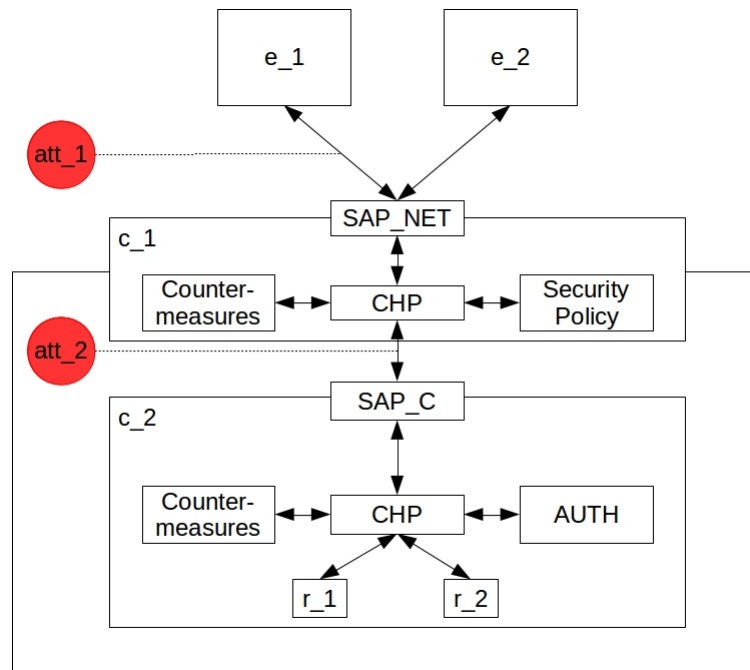 e_1
e_2
att_1
SAP_NET
c_1
Counter-
measures
CHP
Security
Policy
att_2
SAP_C
c_2
Counter-
measures
CHP
AUTH
r_1
r_2